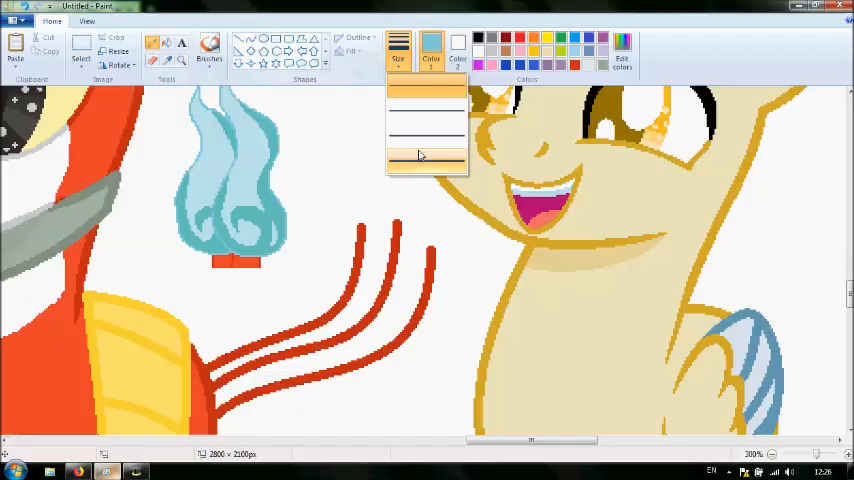 Untitled - Paint
Home View
Cut
Copy
Paste
Clipboard
Crop
Resize
Rotate
Select
Image
Tools
Brushes
Outline
Fill
Shapes
Size
Color 1
Color 2
Edit colors
Colors
2800 × 2100px
300%
EN
12:26